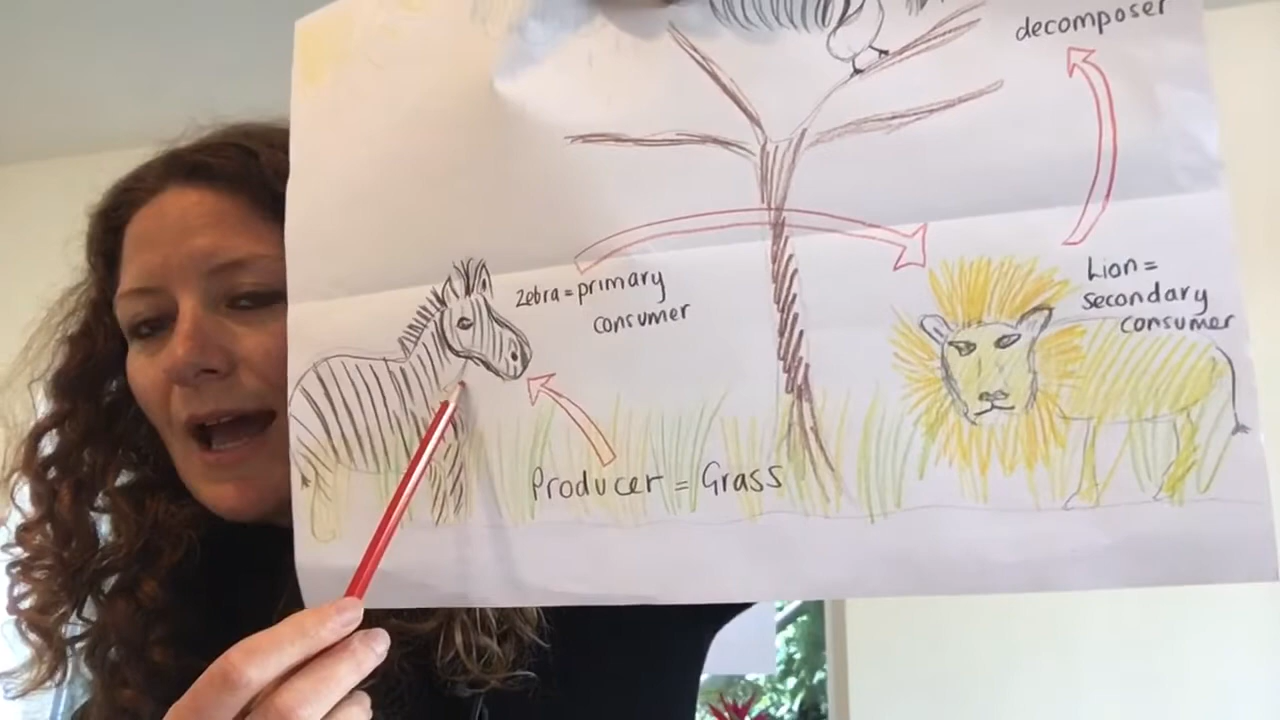 decomposer
Zebra = primary
consumer
Lion =
secondary
consumer
Producer = Grass